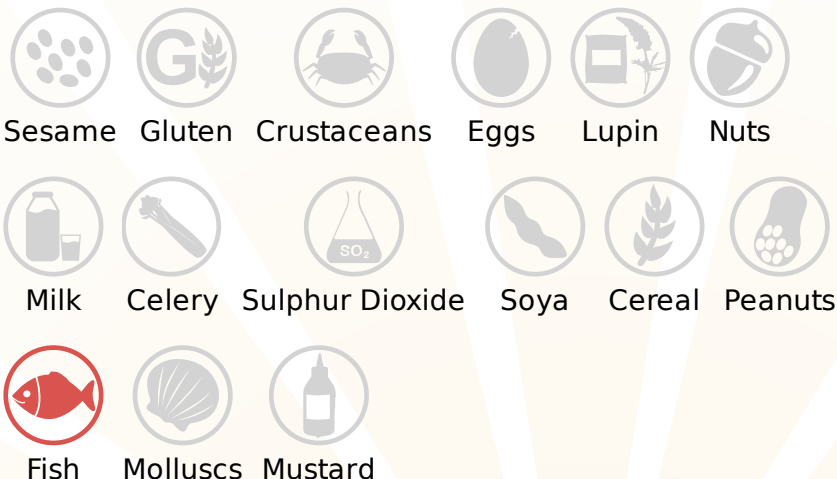 G
Sesame Gluten Crustaceans Eggs Lupin Nuts
SO₂
Milk Celery Sulphur Dioxide Soya Cereal Peanuts
Fish Molluscs Mustard